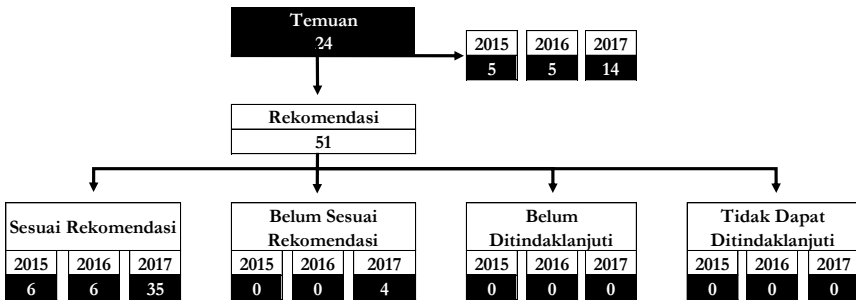 Temuan
24
2015 2016 2017
5 5 14
Rekomendasi
51
Sesuai Rekomendasi
2015 2016 2017
6 6 35
Belum Sesuai
Rekomendasi
2015 2016 2017
0 0 4
Belum
Ditindaklanjuti
2015 2016 2017
0 0 0
Tidak Dapat
Ditindaklanjuti
2015 2016 2017
0 0 0